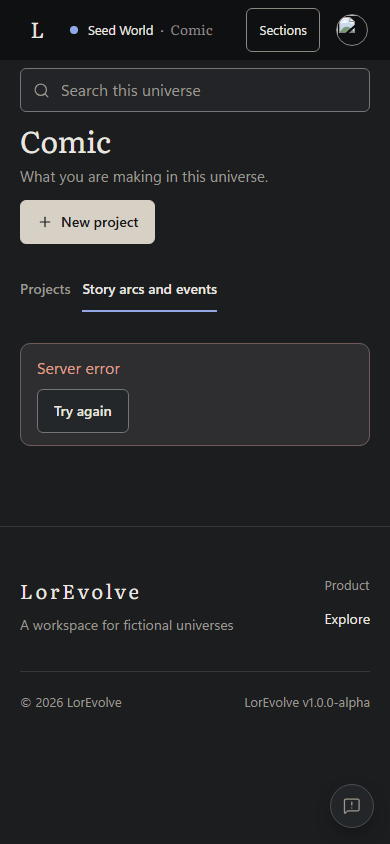 L
Seed World · Comic
Sections
Search this universe
Comic
What you are making in this universe.
New project
Projects
Story arcs and events
Server error
Try again
LorEvolve
A workspace for fictional universes
Product
Explore
© 2026 LorEvolve
LorEvolve v1.0.0-alpha